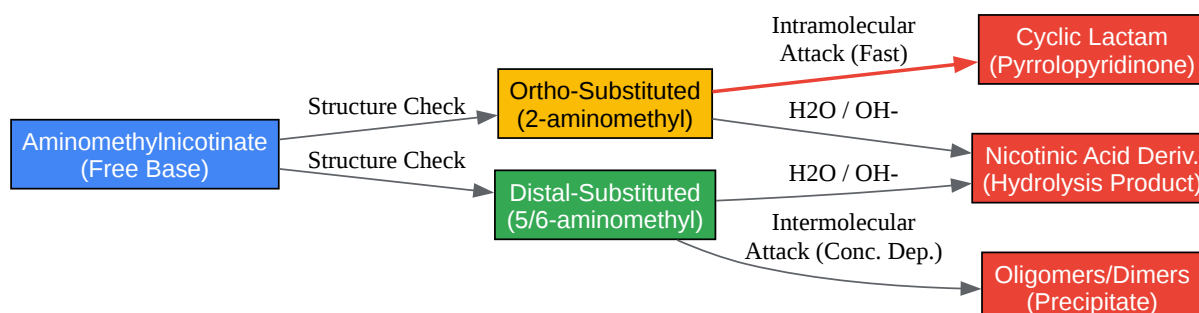 Aminomethylnicotinate
(Free Base)
Structure Check
Structure Check
Ortho-Substituted
(2-aminomethyl)
Distal-Substituted
(5/6-aminomethyl)
Intramolecular
Attack (Fast)
H2O / OH-
H2O / OH-
Intermolecular
Attack (Conc. Dep.)
Cyclic Lactam
(Pyrrolopyridinone)
Nicotinic Acid Deriv.
(Hydrolysis Product)
Oligomers/Dimers
(Precipitate)